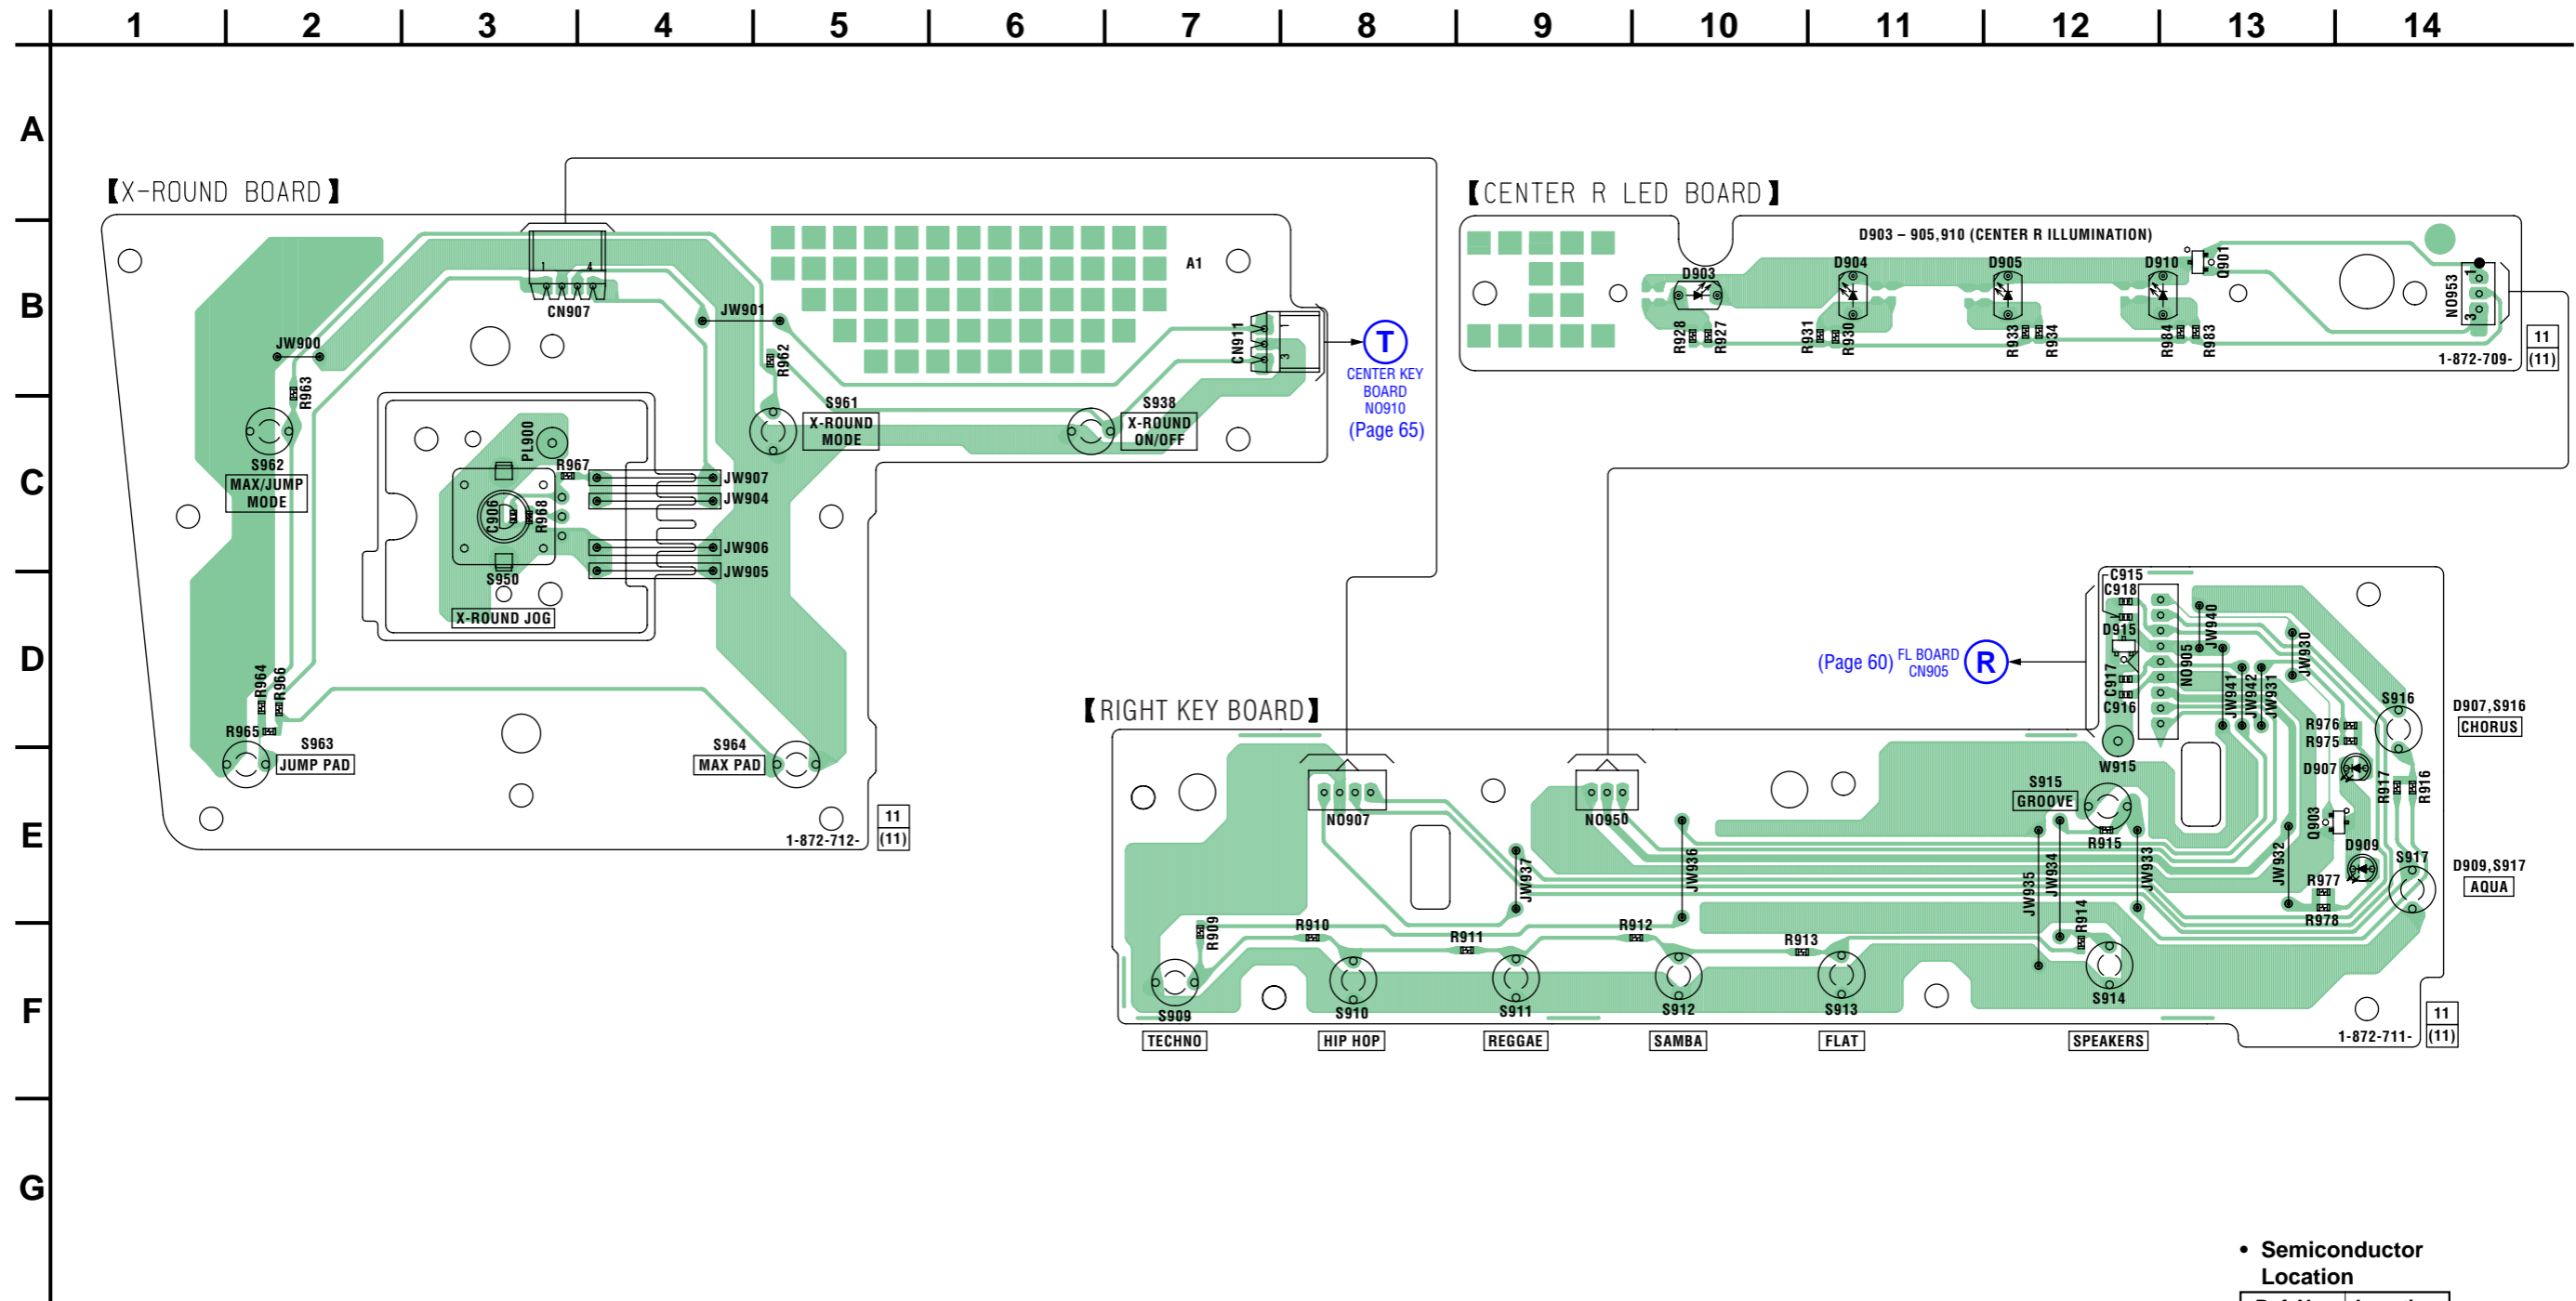 1 2 3 4 5 6 7 8 9 10 11 12 13 14
A
B
C
D
E
F
G
【X-ROUND BOARD】
A1
1 4
CN907
JW901
JW900
R963
R962
CN911
1
3
T
CENTER KEY
BOARD
NO910
(Page 65)
S961
X-ROUND
MODE
S938
X-ROUND
ON/OFF
S962
MAX/JUMP
MODE
PL900
R967
C906
R968
JW907
JW904
JW906
JW905
S950
X-ROUND JOG
R964
R966
R965
S963
JUMP PAD
S964
MAX PAD
1-872-712-
11
(11)
【CENTER R LED BOARD】
D903 – 905,910 (CENTER R ILLUMINATION)
D903
D904
D905
D910
Q901
NO953
1
3
R928
R927
R931
R930
R933
R934
R984
R983
1-872-709-
11
(11)
【RIGHT KEY BOARD】
(Page 60)
FL BOARD
CN905
R
C915
C918
D915
C917
C916
NO905
W915
JW940
JW930
JW941
JW942
JW931
S916
D907,S916
CHORUS
R976
R975
D907
R917
R916
Q903
D909
S917
D909,S917
AQUA
R977
R978
S915
GROOVE
R915
NO907
NO950
JW937
JW936
JW935
JW934
JW933
JW932
R914
R909
R910
R911
R912
R913
S909
S910
S911
S912
S913
S914
TECHNO
HIP HOP
REGGAE
SAMBA
FLAT
SPEAKERS
1-872-711-
11
(11)
• Semiconductor
Location